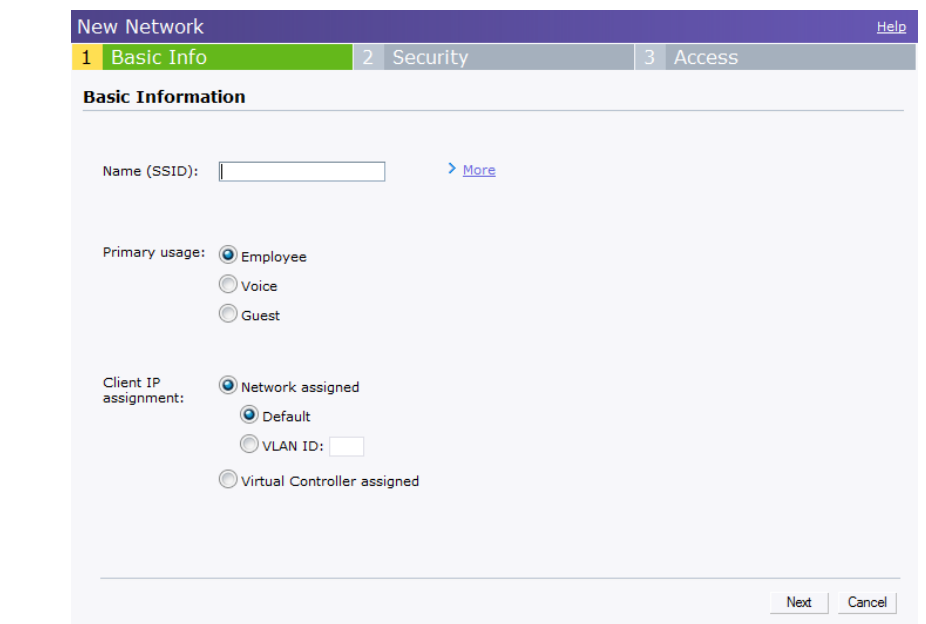 New Network Help
1 Basic Info 2 Security 3 Access
Basic Information
Name (SSID): More
Primary usage: Employee
Voice
Guest
Client IP
assignment: Network assigned
Default
VLAN ID:
Virtual Controller assigned
Next Cancel